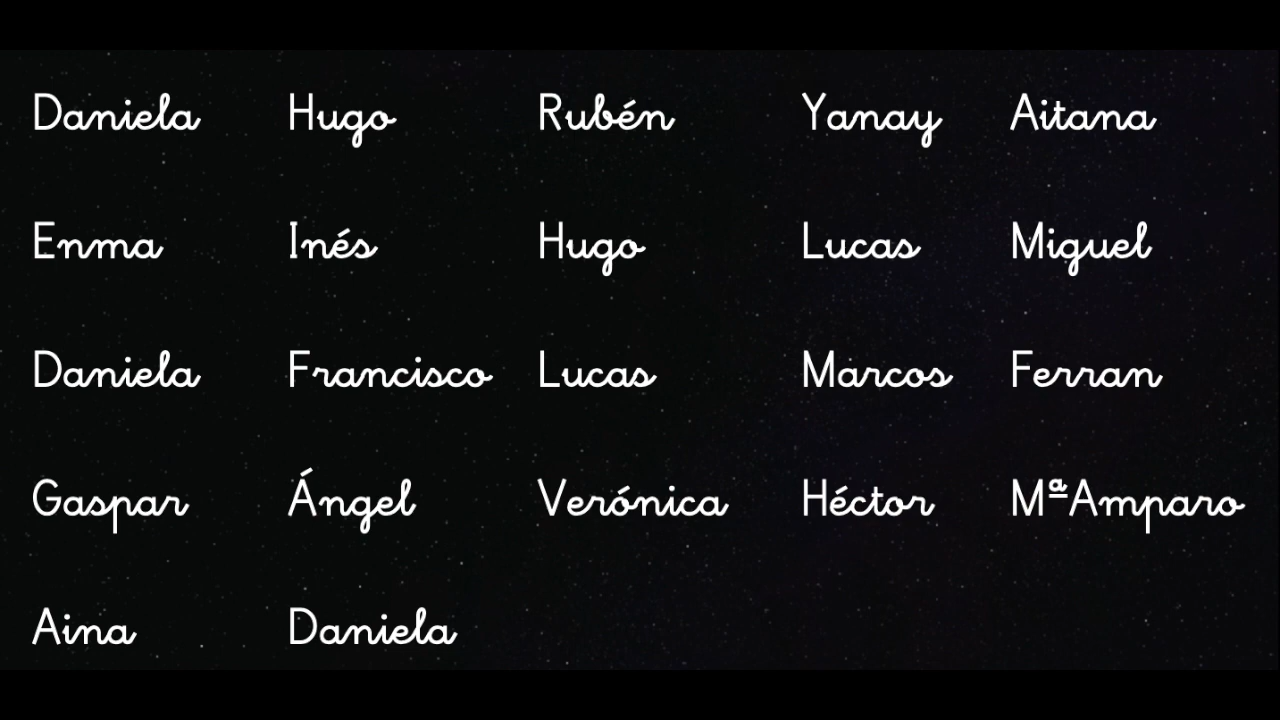 Daniela Hugo Rubén Yanay Aitana
Enma Inés Hugo Lucas Miguel
Daniela Francisco Lucas Marcos Ferran
Gaspar Ángel Verónica Héctor MªAmparo
Aina Daniela